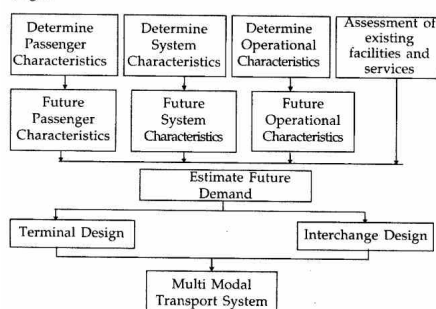 Determine
Passenger
Characteristics
Determine
System
Characteristics
Determine
Operational
Characteristics
Assessment of
existing
facilities and
services
Future
Passenger
Characteristics
Future
System
Characteristics
Future
Operational
Characteristics
Estimate Future
Demand
Terminal Design
Interchange Design
Multi Modal
Transport System